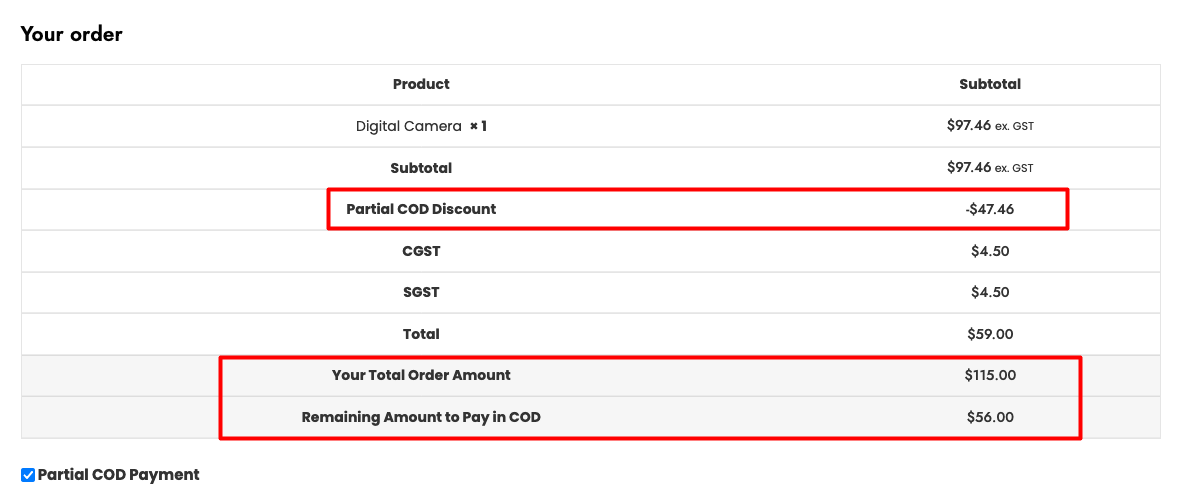 Your order
Product Subtotal
Digital Camera × 1 $97.46 ex. GST
Subtotal $97.46 ex. GST
Partial COD Discount -$47.46
CGST $4.50
SGST $4.50
Total $59.00
Your Total Order Amount $115.00
Remaining Amount to Pay in COD $56.00
Partial COD Payment